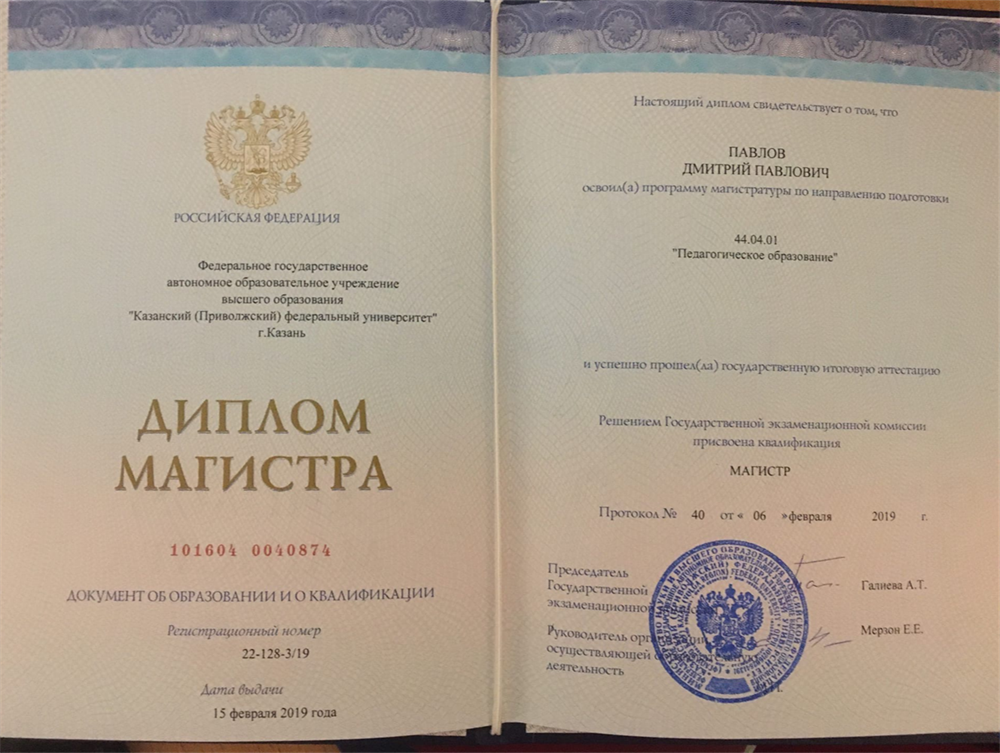 РОССИЙСКАЯ ФЕДЕРАЦИЯ
Федеральное государственное
автономное образовательное учреждение
высшего образования
"Казанский (Приволжский) федеральный университет"
г.Казань
ДИПЛОМ
МАГИСТРА
101604 0040874
ДОКУМЕНТ ОБ ОБРАЗОВАНИИ И О КВАЛИФИКАЦИИ
Регистрационный номер
22-128-3/19
Дата выдачи
15 февраля 2019 года
Настоящий диплом свидетельствует о том, что
ПАВЛОВ
ДМИТРИЙ ПАВЛОВИЧ
освоил(а) программу магистратуры по направлению подготовки
44.04.01
"Педагогическое образование"
и успешно прошел(ла) государственную итоговую аттестацию
Решением Государственной экзаменационной комиссии
присвоена квалификация
МАГИСТР
Протокол № 40 от « 06 » февраля 2019 г.
Председатель
Государственной
экзаменационной
Галиева А.Т.
Руководитель
осуществляющей
деятельность
Мерзон Е.Е.